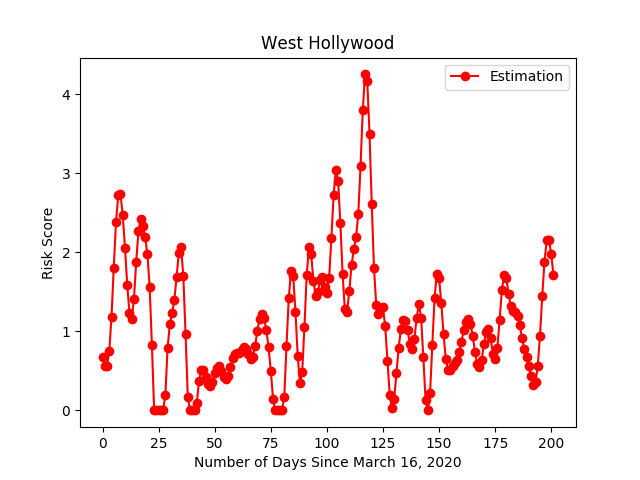 West Hollywood
Estimation
Risk Score
4
3
2
1
0
0 25 50 75 100 125 150 175 200
Number of Days Since March 16, 2020